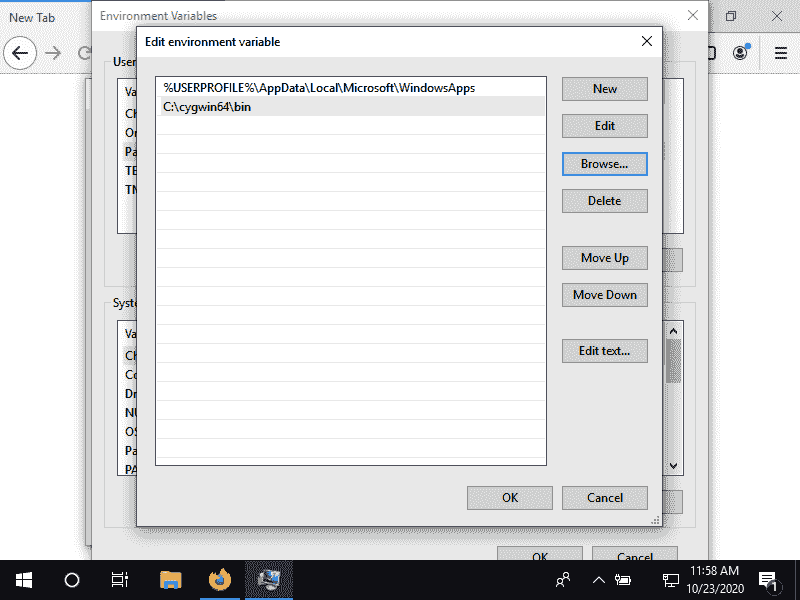 New Tab
Environment Variables
Edit environment variable
User
Va
Ch
On
Pa
TE
TM
%USERPROFILE%\AppData\Local\Microsoft\WindowsApps
C:\cygwin64\bin
New
Edit
Browse...
Delete
Move Up
Move Down
Edit text...
Syste
Va
Ch
Co
Dr
NU
OS
Pa
PA
OK
Cancel
OK
Cancel
11:58 AM
10/23/2020
1